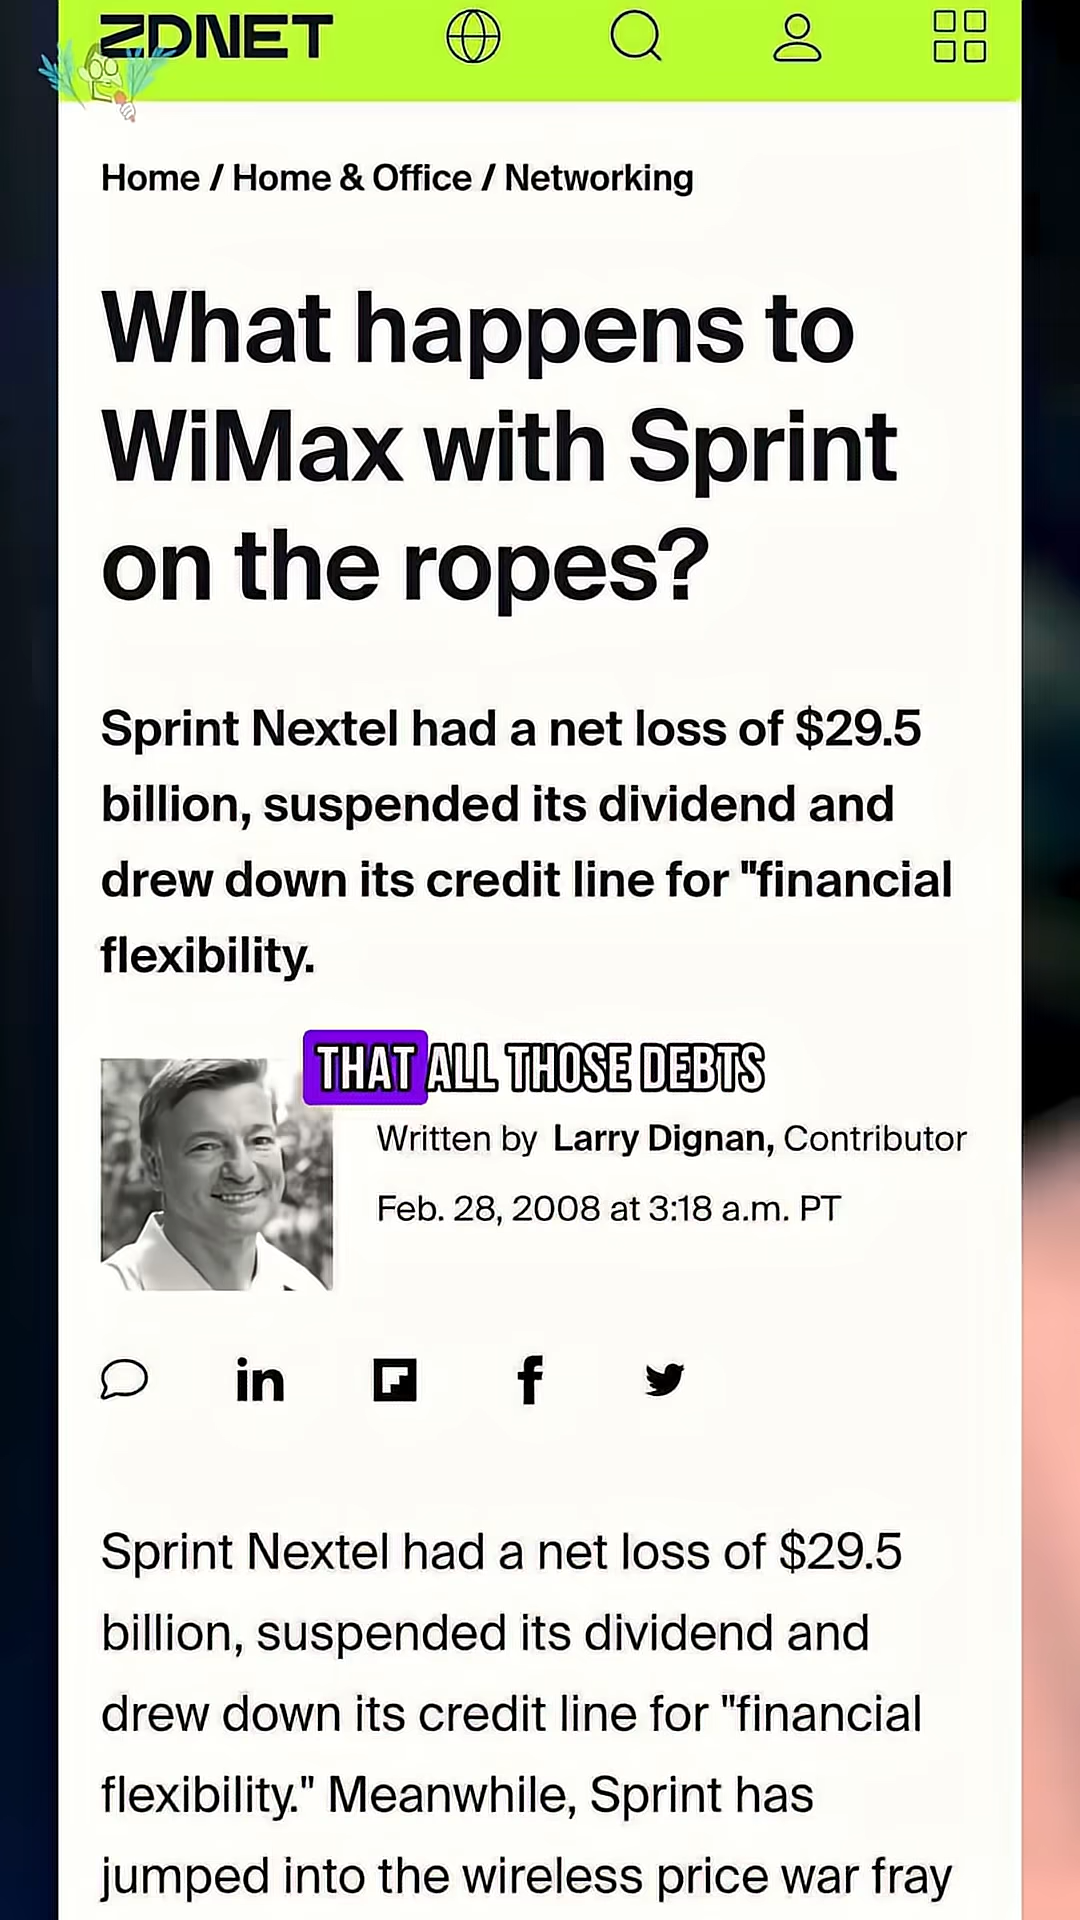 ZDNET
Home / Home & Office / Networking
What happens to
WiMax with Sprint
on the ropes?
Sprint Nextel had a net loss of $29.5
billion, suspended its dividend and
drew down its credit line for "financial
flexibility.
THAT ALL THOSE DEBTS
Written by Larry Dignan, Contributor
Feb. 28, 2008 at 3:18 a.m. PT
in
f
Sprint Nextel had a net loss of $29.5
billion, suspended its dividend and
drew down its credit line for "financial
flexibility." Meanwhile, Sprint has
jumped into the wireless price war fray